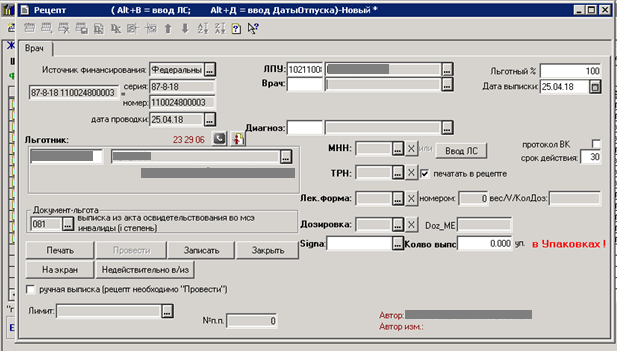 Рецепт ( Alt+В = ввод ЛС; Alt+Д = ввод ДатыОтпуска)-Новый *
Врач
Источник финансирования: Федеральны ...
ЛПУ: 1021100 ...
Льготный % 100
87-8-18 110024800003 = серия: 87-8-18
номер: 110024800003
Врач: ...
Дата выписки: 25.04.18
дата проводки: 25.04.18 ...
Диагноз: ...
Льготник: 23 29 06
МНН: ... X или Ввод ЛС
протокол ВК
срок действия: 30
ТРН: ... X печатать в рецепте
Лек.форма: ... X номером: 0 вес/V/КолДоз:
Документ-льгота
081 ... выписка из акта освидетельствования во мсэ
инвалиды (i степень)
Дозировка: ... X Doz_ME
Signa: ... Колво выпс 0.000 уп. в Упаковках !
Печать Провести Записать Закрыть
На экран Недействительно в/из
ручная выписка (рецепт необходимо "Провести")
Лимит: ...
№п.п. 0
Автор:
Автор изм.: